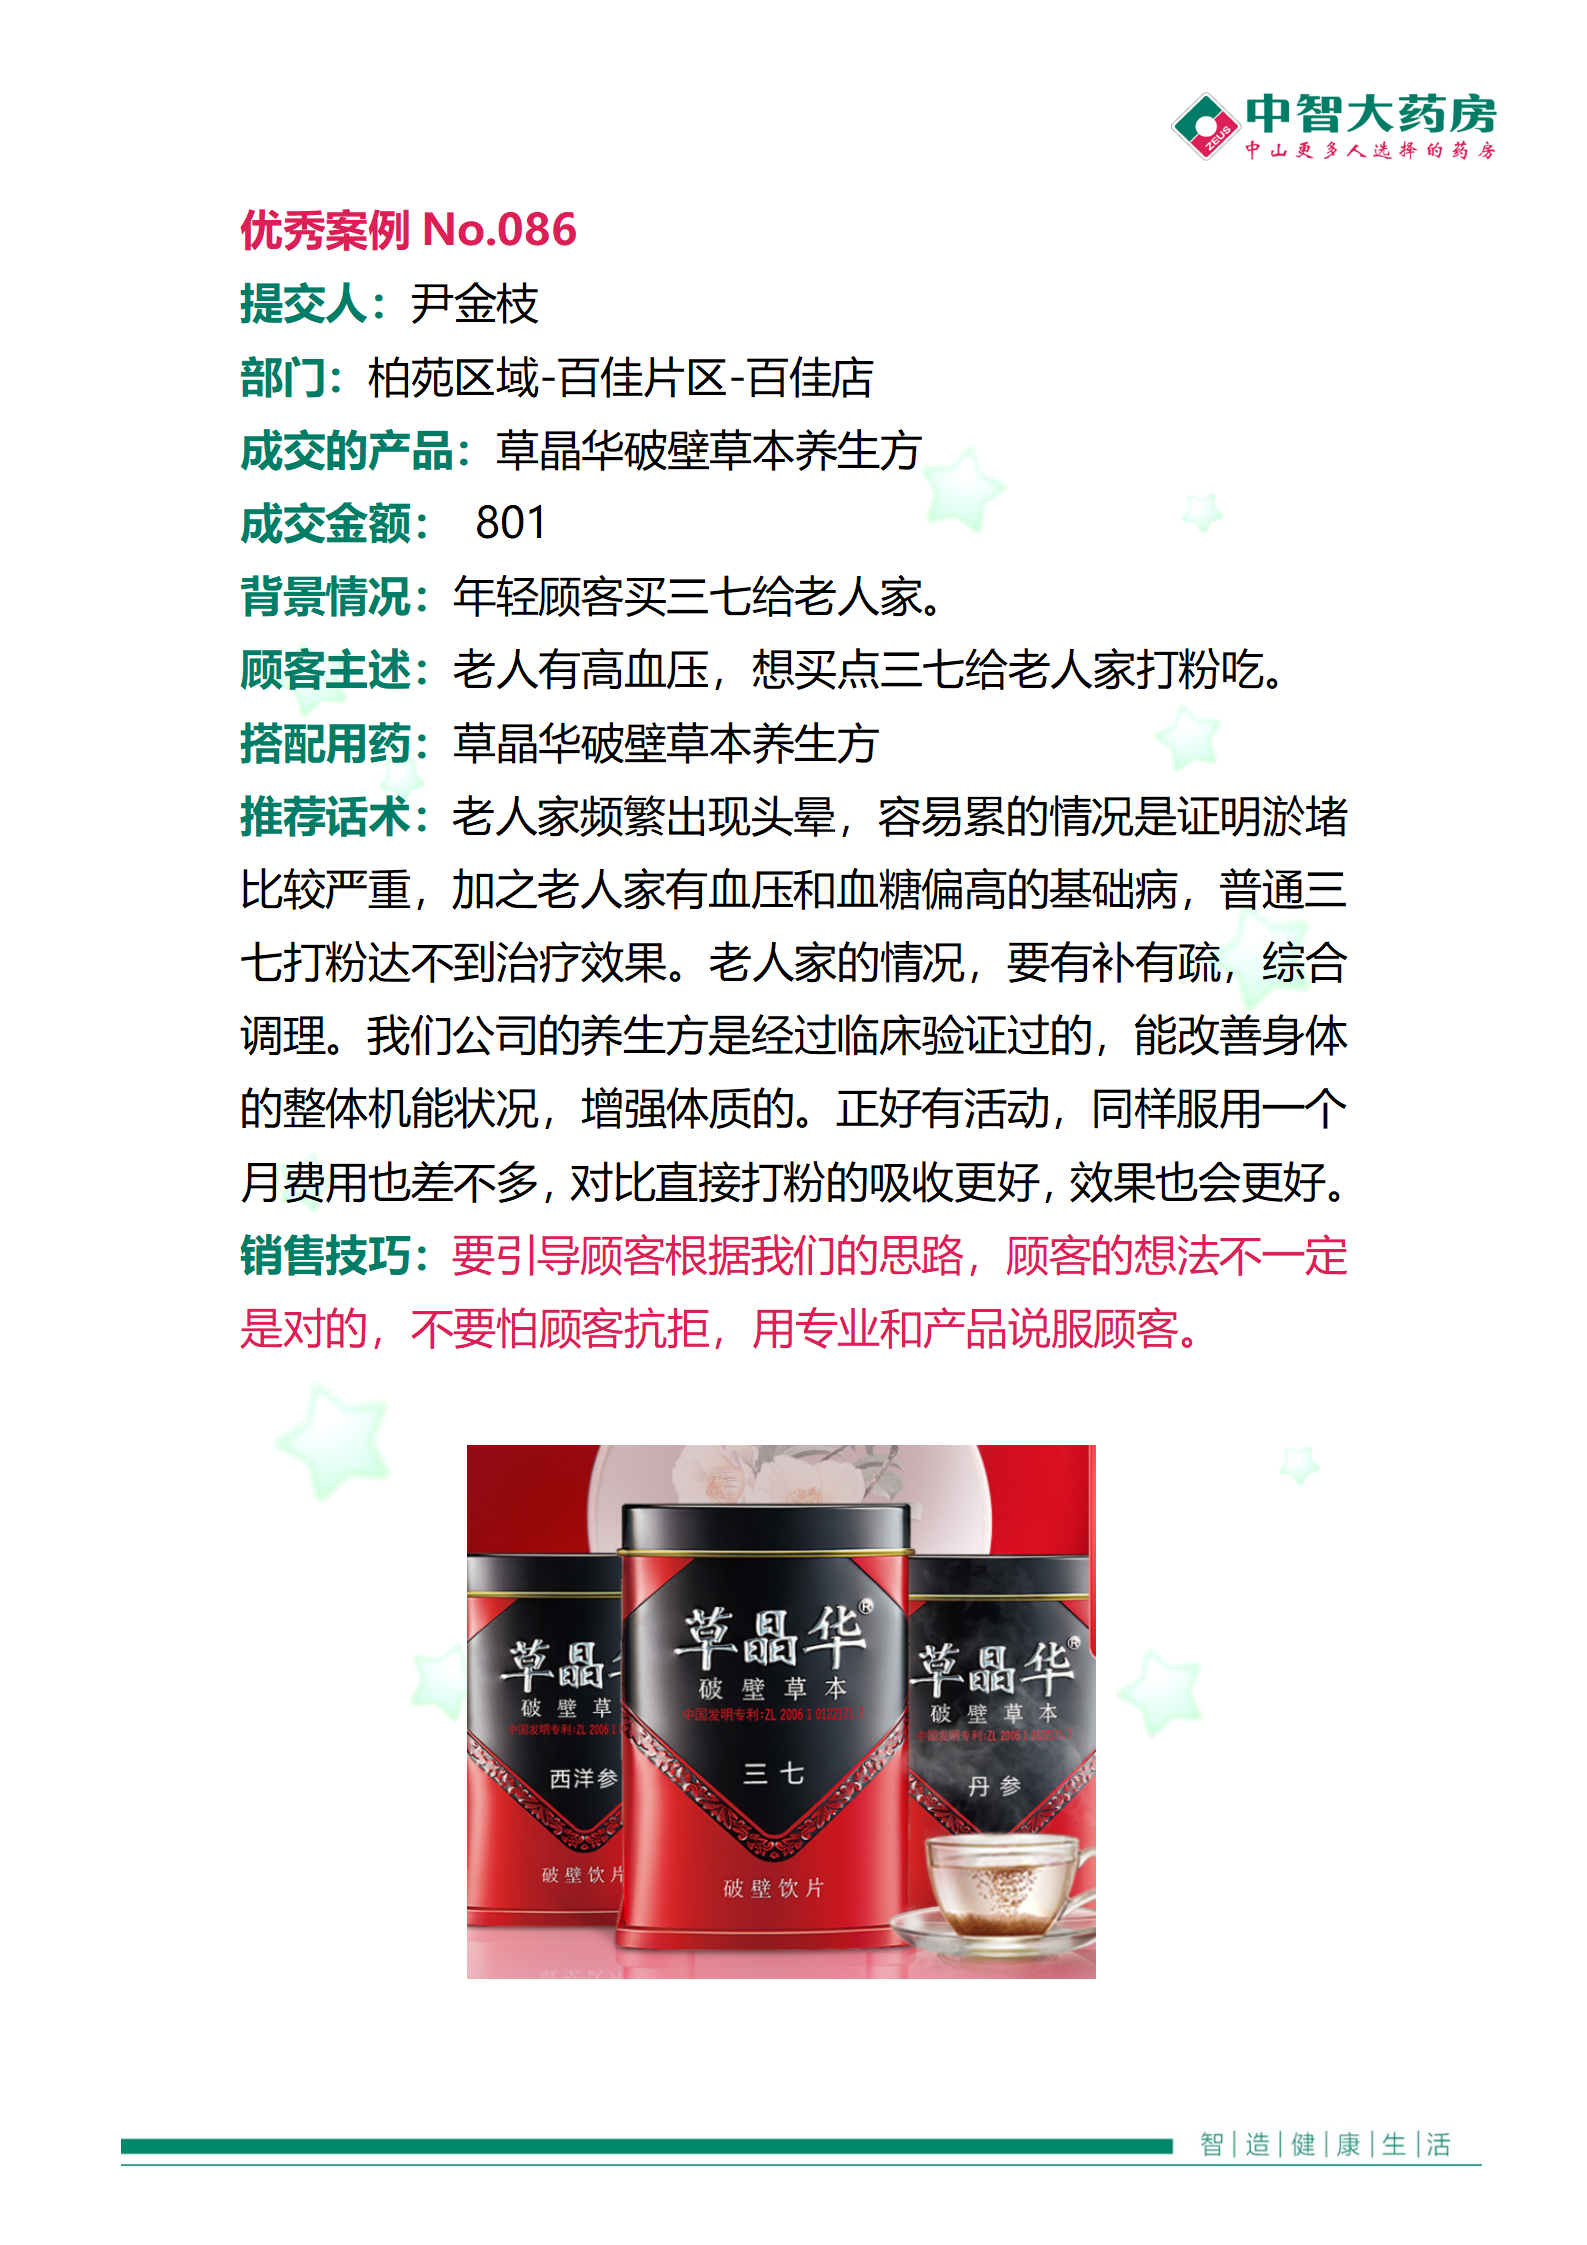 中智大药房
ZEUS
中山更多人选择的药房
优秀案例 No.086
提交人：尹金枝
部门：柏苑区域-百佳片区-百佳店
成交的产品：草晶华破壁草本养生方
成交金额： 801
背景情况：年轻顾客买三七给老人家。
顾客主述：老人有高血压，想买点三七给老人家打粉吃。
搭配用药：草晶华破壁草本养生方
推荐话术：老人家频繁出现头晕，容易累的情况是证明淤堵
比较严重，加之老人家有血压和血糖偏高的基础病，普通三
七打粉达不到治疗效果。老人家的情况，要有补有疏，综合
调理。我们公司的养生方是经过临床验证过的，能改善身体
的整体机能状况，增强体质的。正好有活动，同样服用一个
月费用也差不多，对比直接打粉的吸收更好，效果也会更好。
销售技巧：要引导顾客根据我们的思路，顾客的想法不一定
是对的，不要怕顾客抗拒，用专业和产品说服顾客。
草晶
破壁草
中国发明专利:ZL 2006 1
西洋参
破壁饮片
草晶华®
破壁草本
中国发明专利:ZL 2006 1 0122171.7
三七
破壁饮片
草晶华®
破壁草本
中国发明专利:ZL 2006 1 0122171.7
丹参
智|造|健|康|生|活